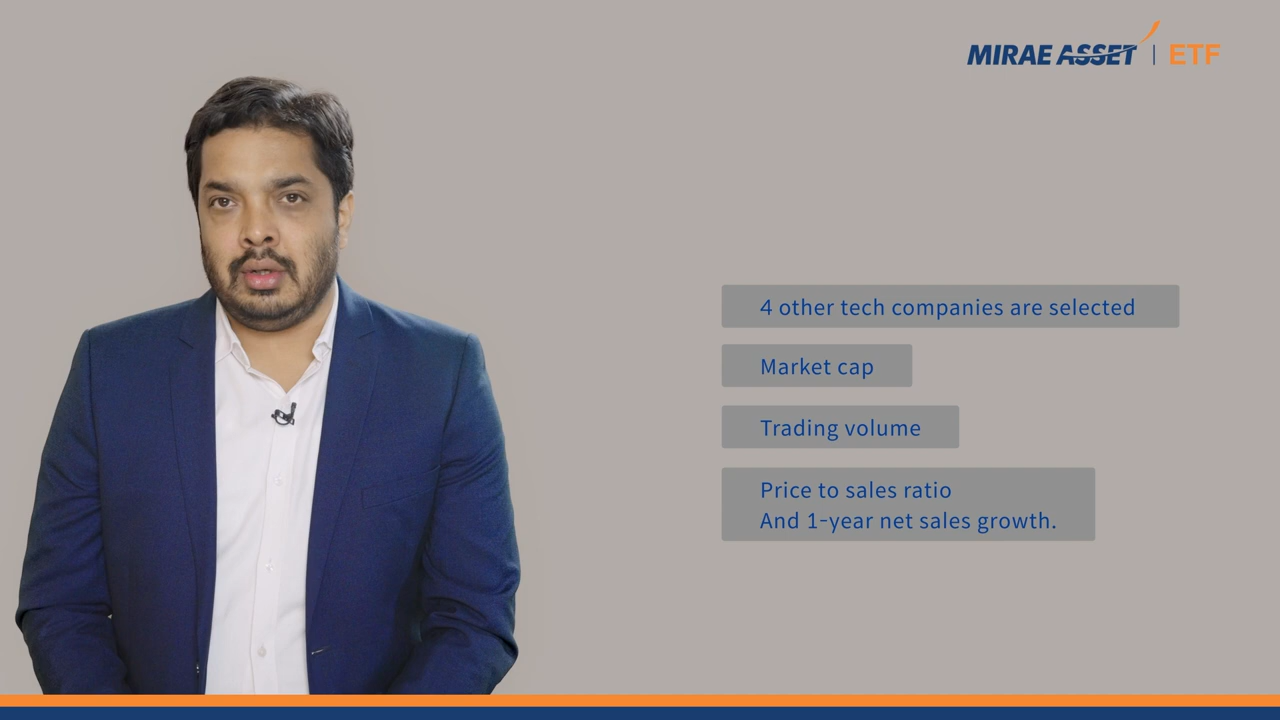 MIRAE ASSET | ETF
4 other tech companies are selected
Market cap
Trading volume
Price to sales ratio
And 1-year net sales growth.